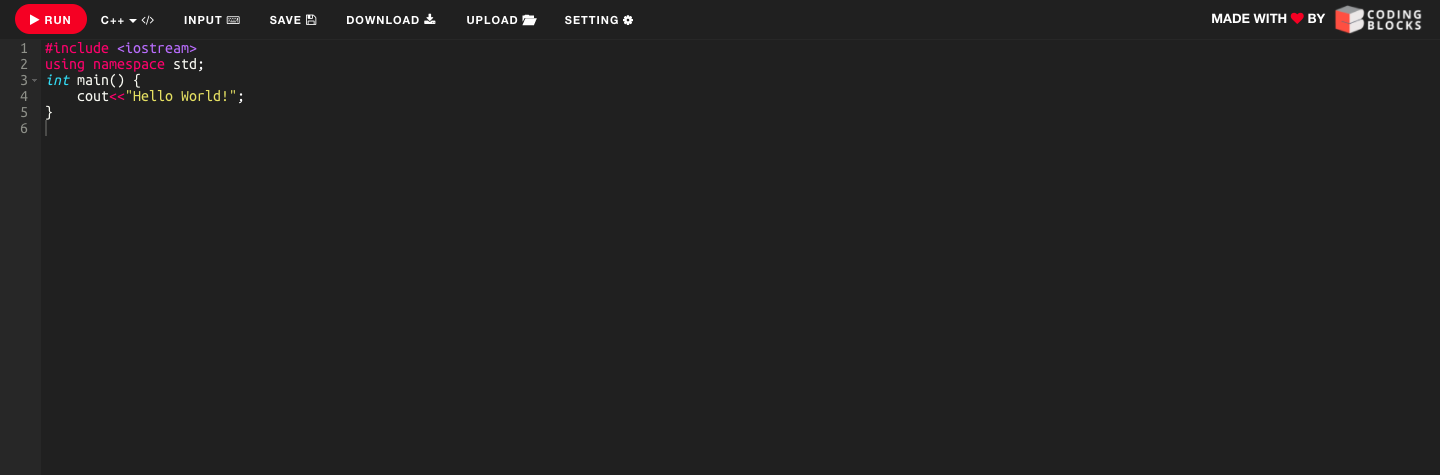 RUN C++ INPUT SAVE DOWNLOAD UPLOAD SETTING MADE WITH BY CODING BLOCKS
1 #include <iostream>
2 using namespace std;
3 int main() {
4     cout<<"Hello World!";
5 }
6